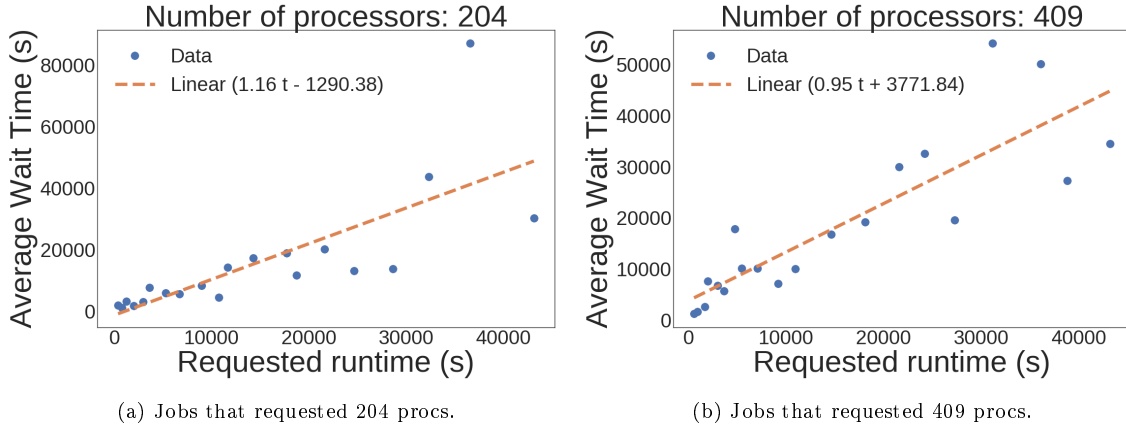 Number of processors: 204
Average Wait Time (s)
80000
60000
40000
20000
0
Data
Linear (1.16 t - 1290.38)
0 10000 20000 30000 40000
Requested runtime (s)
(a) Jobs that requested 204 procs.
Number of processors: 409
Average Wait Time (s)
50000
40000
30000
20000
10000
0
Data
Linear (0.95 t + 3771.84)
0 10000 20000 30000 40000
Requested runtime (s)
(b) Jobs that requested 409 procs.